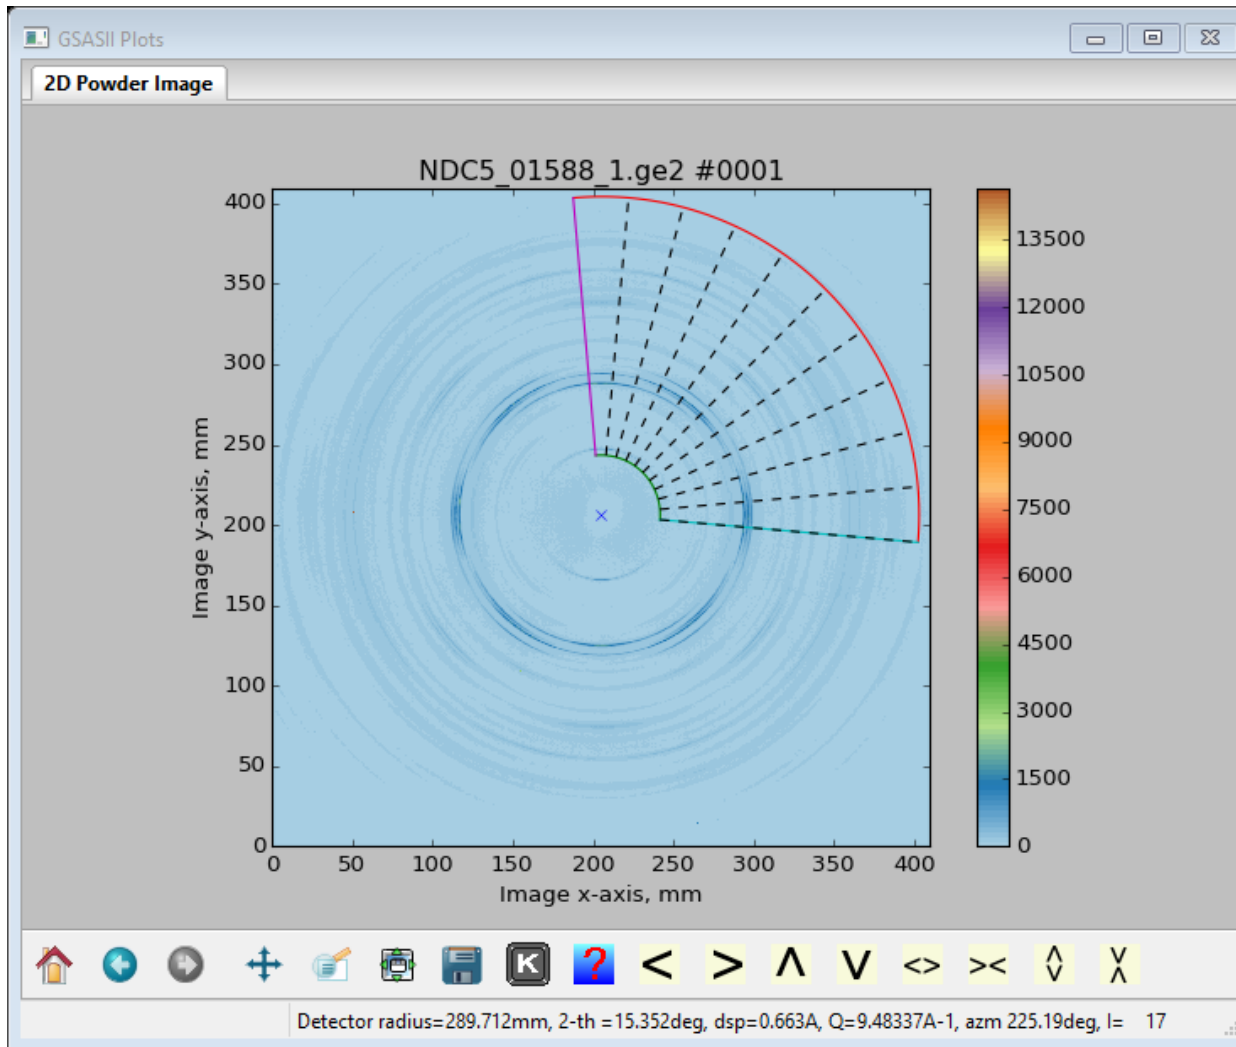 GSASII Plots
2D Powder Image
NDC5_01588_1.ge2 #0001
400
350
300
250
200
150
100
50
0
Image y-axis, mm
0 50 100 150 200 250 300 350 400
Image x-axis, mm
13500
12000
10500
9000
7500
6000
4500
3000
1500
0
K ? < > Λ V <> ><
Detector radius=289.712mm, 2-th =15.352deg, dsp=0.663A, Q=9.48337A-1, azm 225.19deg, I= 17